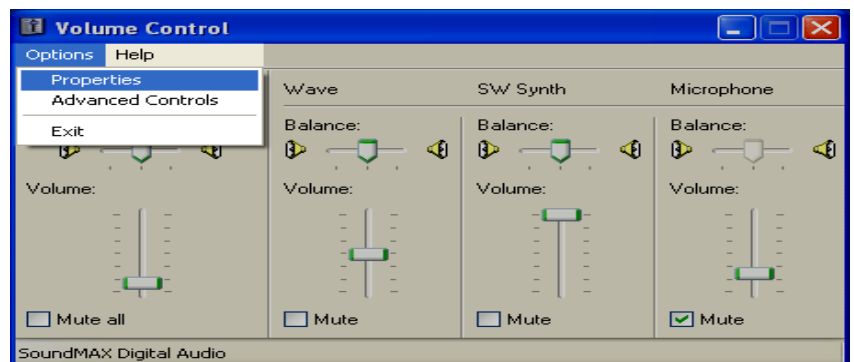 Volume Control
Options Help
Properties
Advanced Controls
Exit
Wave SW Synth Microphone
Balance: Balance: Balance:
Volume: Volume: Volume: Volume:
Mute all Mute Mute Mute
SoundMAX Digital Audio